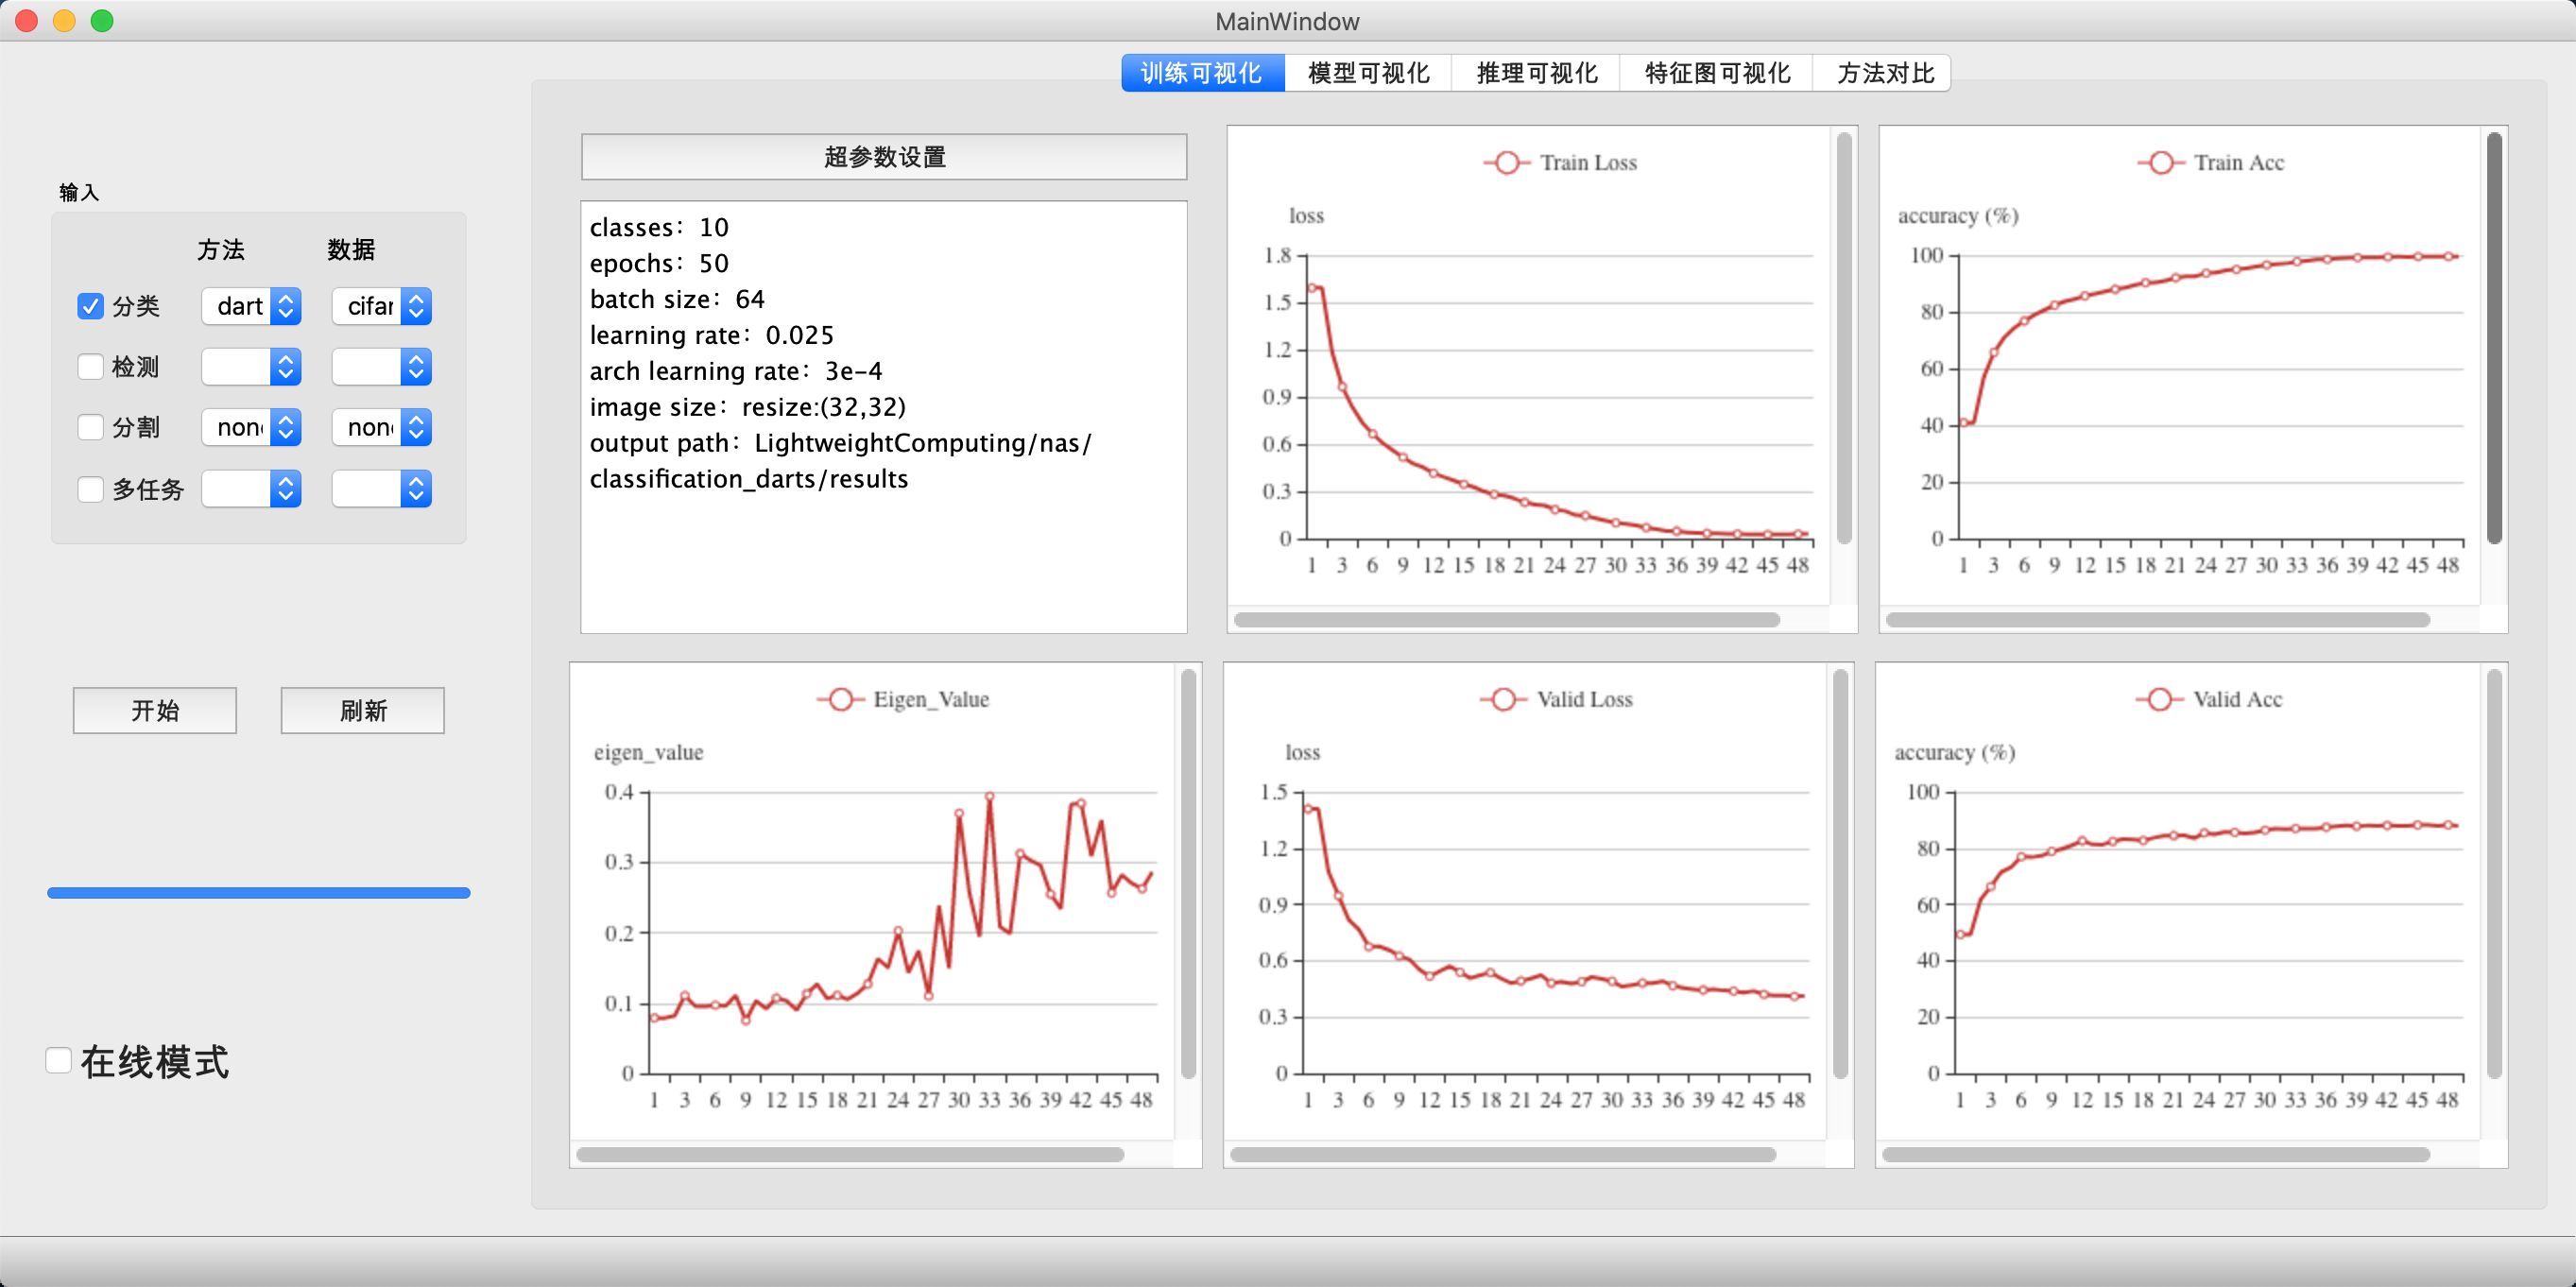 MainWindow
训练可视化 模型可视化 推理可视化 特征图可视化 方法对比
输入
方法 数据
分类 dart cifar
检测
分割 none none
多任务
开始 刷新
在线模式
超参数设置
classes：10
epochs：50
batch size：64
learning rate：0.025
arch learning rate：3e-4
image size：resize:(32,32)
output path：LightweightComputing/nas/
classification_darts/results
Train Loss
loss
1.8
1.5
1.2
0.9
0.6
0.3
0
1 3 6 9 12 15 18 21 24 27 30 33 36 39 42 45 48
Train Acc
accuracy (%)
100
80
60
40
20
0
1 3 6 9 12 15 18 21 24 27 30 33 36 39 42 45 48
Eigen_Value
eigen_value
0.4
0.3
0.2
0.1
0
1 3 6 9 12 15 18 21 24 27 30 33 36 39 42 45 48
Valid Loss
loss
1.5
1.2
0.9
0.6
0.3
0
1 3 6 9 12 15 18 21 24 27 30 33 36 39 42 45 48
Valid Acc
accuracy (%)
100
80
60
40
20
0
1 3 6 9 12 15 18 21 24 27 30 33 36 39 42 45 48